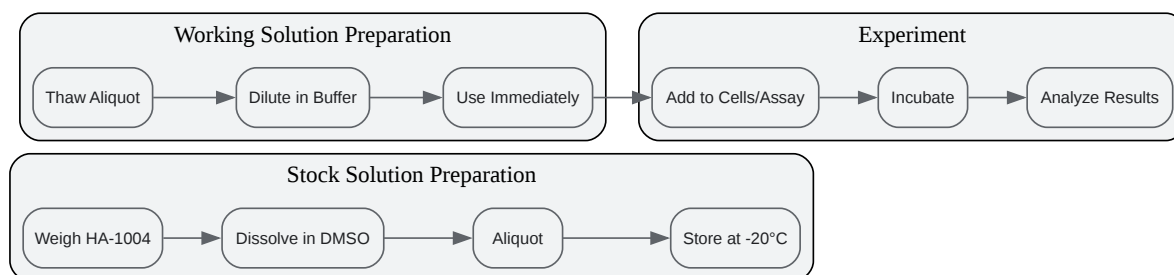 Working Solution Preparation
Thaw Aliquot
Dilute in Buffer
Use Immediately
Experiment
Add to Cells/Assay
Incubate
Analyze Results
Stock Solution Preparation
Weigh HA-1004
Dissolve in DMSO
Aliquot
Store at -20°C